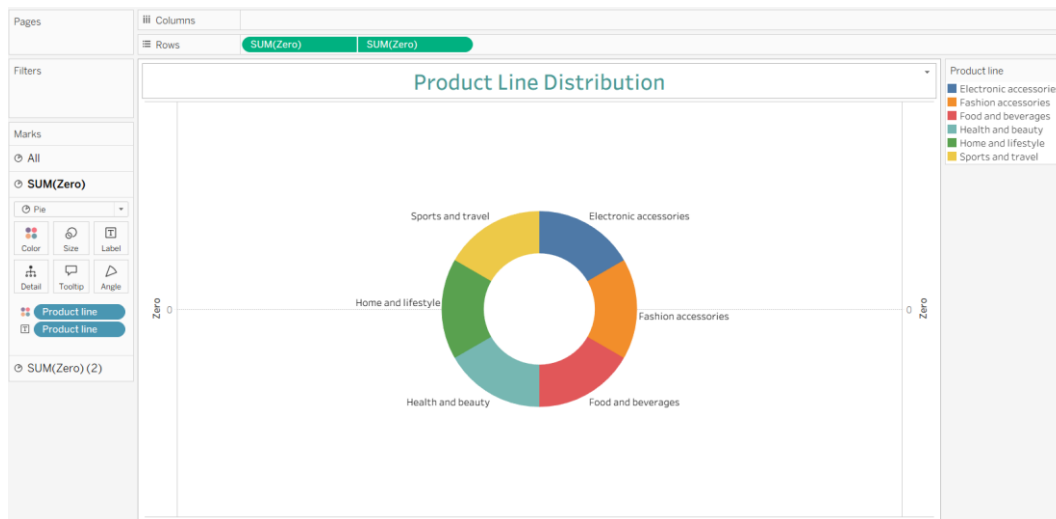 Pages
Columns
Rows
SUM(Zero)
SUM(Zero)
Filters
Marks
All
SUM(Zero)
Pie
Color
Size
Label
Detail
Tooltip
Angle
Product line
Product line
SUM(Zero) (2)
Product Line Distribution
Sports and travel
Electronic accessories
Home and lifestyle
Fashion accessories
Health and beauty
Food and beverages
Zero
0
0
Zero
Product line
Electronic accessorie
Fashion accessories
Food and beverages
Health and beauty
Home and lifestyle
Sports and travel